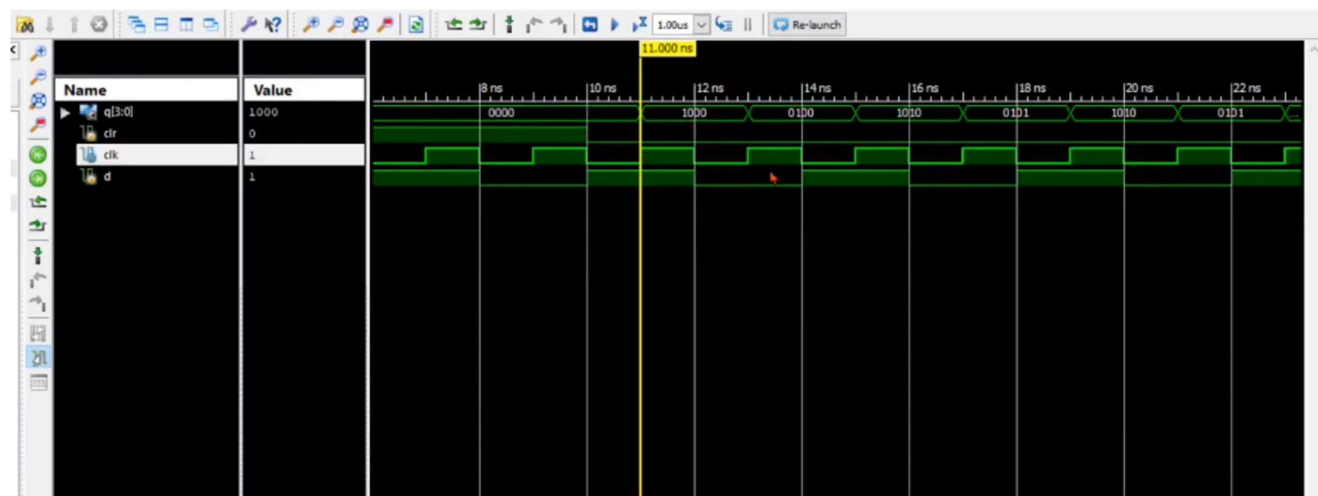 1.00us Re-launch
11.000 ns
Name Value 8 ns 10 ns 12 ns 14 ns 16 ns 18 ns 20 ns 22 ns
q[3:0] 1000 0000 1000 0100 1010 0101 1010 0101 ...
clr 0
clk 1
d 1